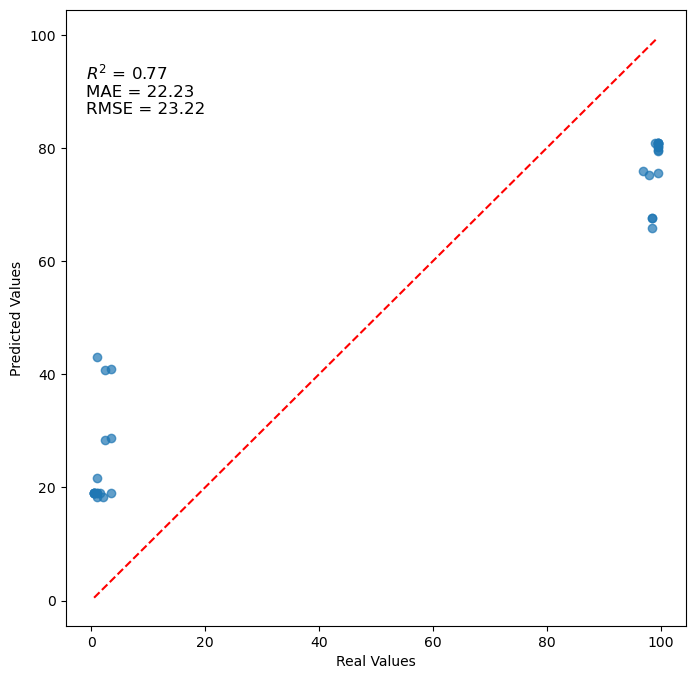 100
80
60
40
20
0
R² = 0.77
MAE = 22.23
RMSE = 23.22
Predicted Values
0 20 40 60 80 100
Real Values